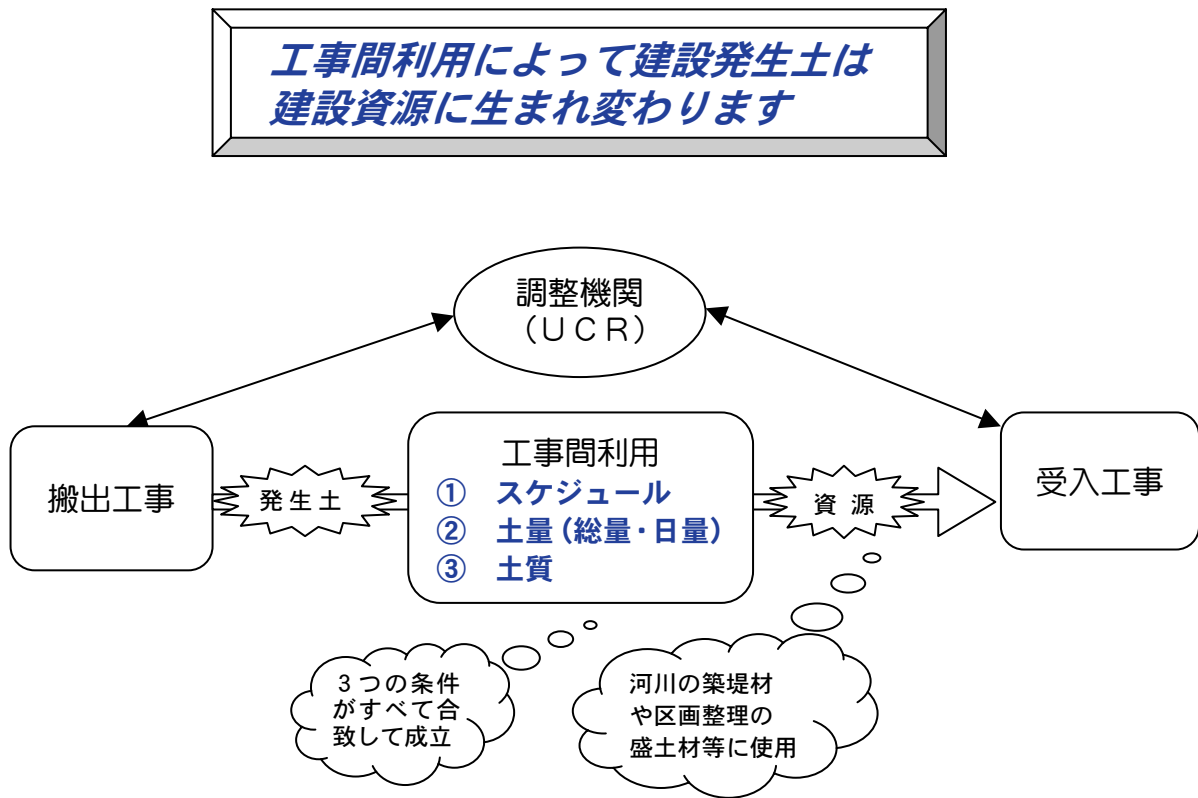 工事間利用によって建設発生土は
建設資源に生まれ変わります
調整機関
（ＵＣＲ）
搬出工事
発生土
工事間利用
① スケジュール
② 土量（総量・日量）
③ 土質
資 源
受入工事
３つの条件
がすべて合
致して成立
河川の築堤材
や区画整理の
盛土材等に使用